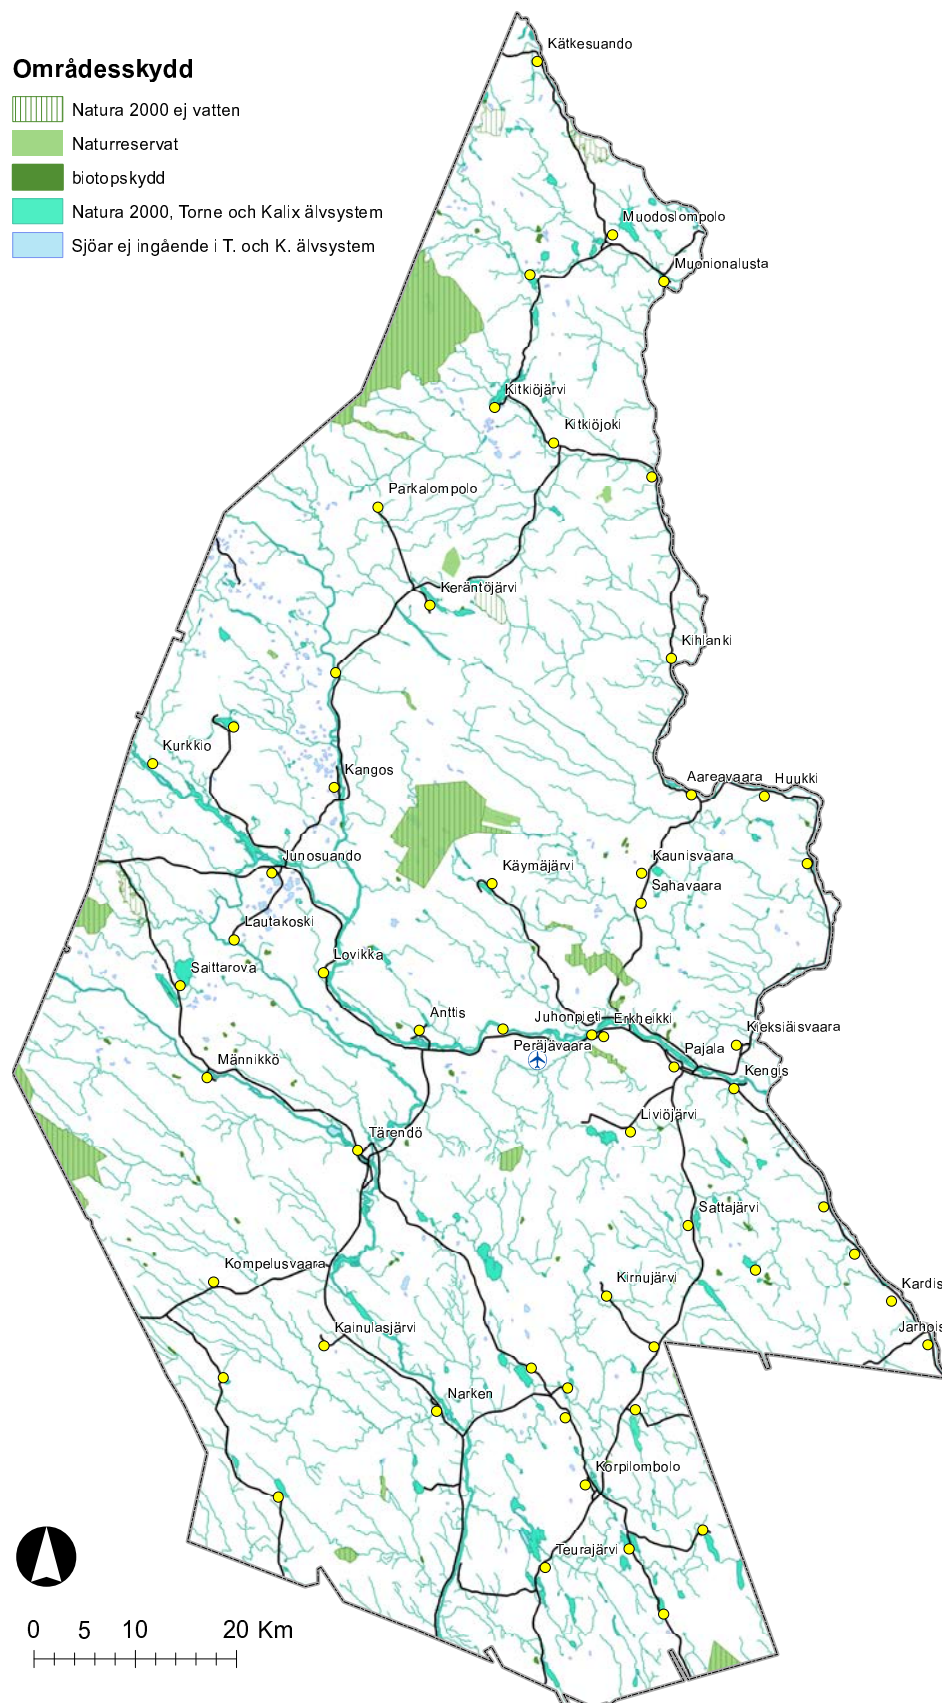 Områdesskydd
Natura 2000 ej vatten
Naturreservat
biotopskydd
Natura 2000, Torne och Kalix älvsystem
Sjöar ej ingående i T. och K. älvsystem
Kätkesuando
Muodoslompolo
Muonionalusta
Kitkiöjärvi
Kitkiöjoki
Parkalompolo
Keräntöjärvi
Kihlanki
Kurkkio
Kangos
Aareavaara
Huukki
Junosuando
Käymäjärvi
Kaunisvaara
Sahavaara
Lautakoski
Lovikka
Saittarova
Anttis
Juhonpieti
Erkheikki
Kieksiäisvaara
Peräjävaara
Pajala
Männikkö
Kengis
Liviöjärvi
Tärendö
Sattajärvi
Kompelusvaara
Kirnujärvi
Kardis
Kainulasjärvi
Jarhois
Narken
Korpilombolo
Teurajärvi
0 5 10 20 Km